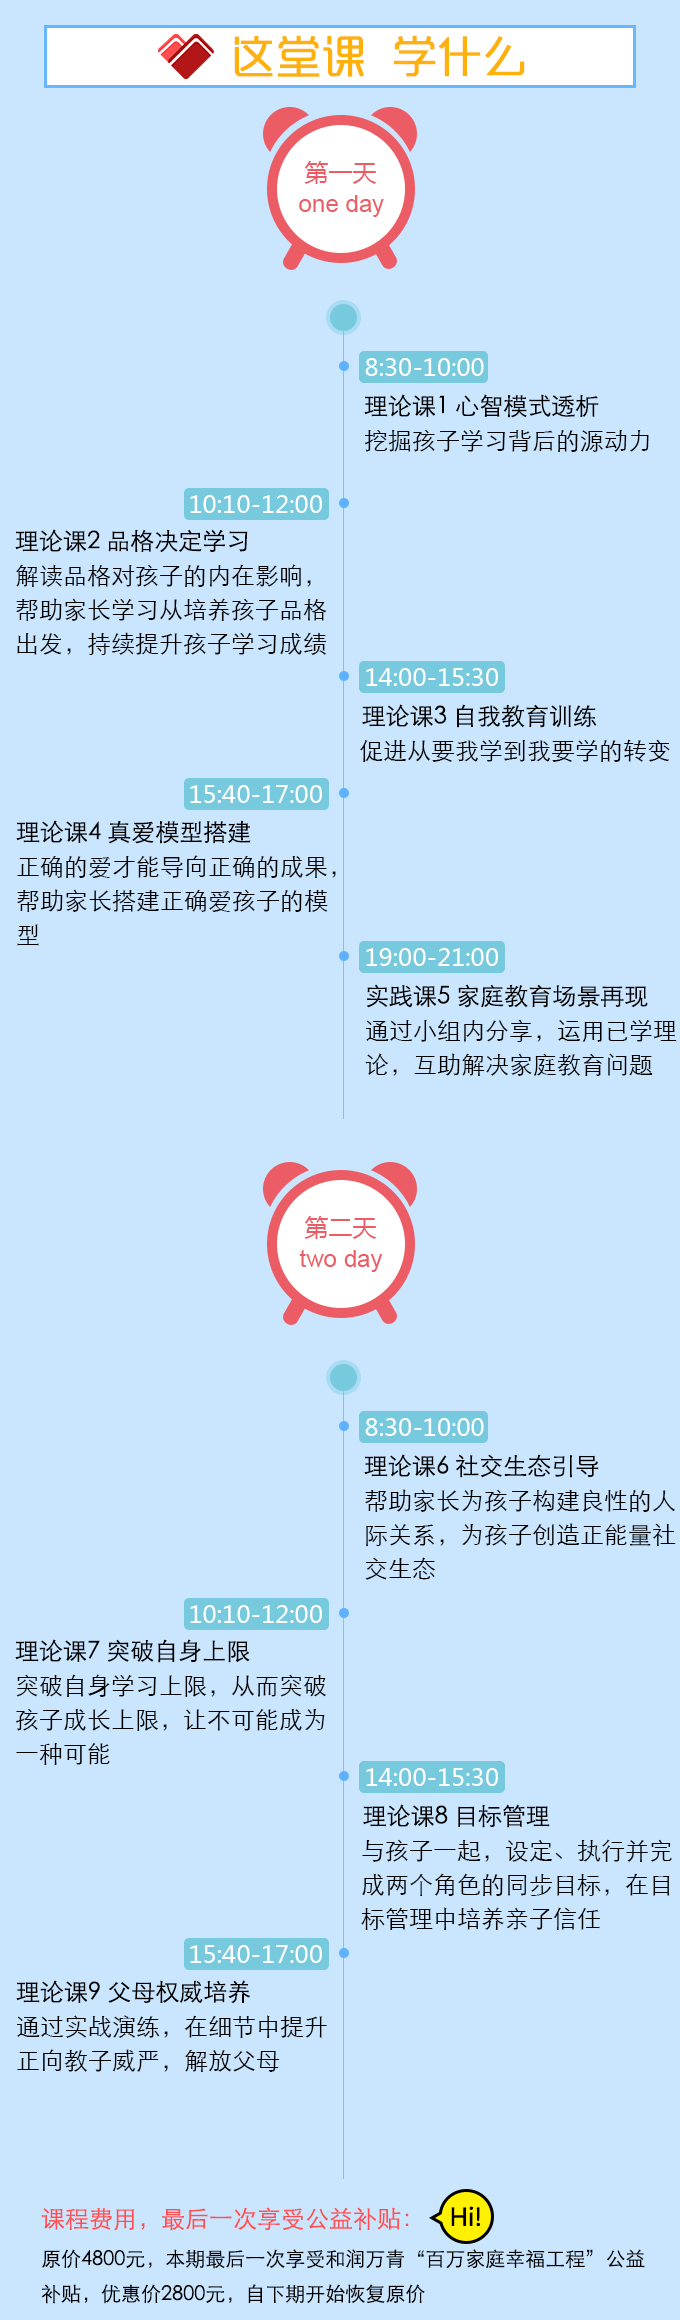 这堂课 学什么
第一天
one day
8:30-10:00
理论课1 心智模式透析
挖掘孩子学习背后的源动力
10:10-12:00
理论课2 品格决定学习
解读品格对孩子的内在影响，
帮助家长学习从培养孩子品格
出发，持续提升孩子学习成绩
14:00-15:30
理论课3 自我教育训练
促进从要我学到我要学的转变
15:40-17:00
理论课4 真爱模型搭建
正确的爱才能导向正确的成果，
帮助家长搭建正确爱孩子的模
型
19:00-21:00
实践课5 家庭教育场景再现
通过小组内分享，运用已学理
论，互助解决家庭教育问题
第二天
two day
8:30-10:00
理论课6 社交生态引导
帮助家长为孩子构建良性的人
际关系，为孩子创造正能量社
交生态
10:10-12:00
理论课7 突破自身上限
突破自身学习上限，从而突破
孩子成长上限，让不可能成为
一种可能
14:00-15:30
理论课8 目标管理
与孩子一起，设定、执行并完
成两个角色的同步目标，在目
标管理中培养亲子信任
15:40-17:00
理论课9 父母权威培养
通过实战演练，在细节中提升
正向教子威严，解放父母
课程费用，最后一次享受公益补贴：
Hi!
原价4800元，本期最后一次享受和润万青“百万家庭幸福工程”公益
补贴，优惠价2800元，自下期开始恢复原价